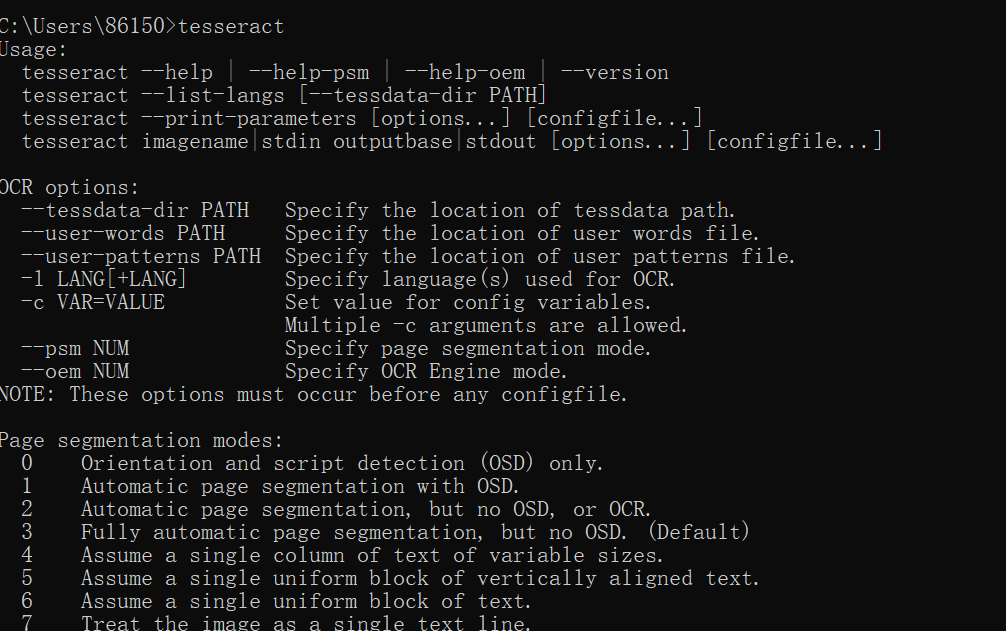 C:\Users\86150>tesseract
Usage:
  tesseract --help | --help-psm | --help-oem | --version
  tesseract --list-langs [--tessdata-dir PATH]
  tesseract --print-parameters [options...] [configfile...]
  tesseract imagename|stdin outputbase|stdout [options...] [configfile...]

OCR options:
  --tessdata-dir PATH   Specify the location of tessdata path.
  --user-words PATH     Specify the location of user words file.
  --user-patterns PATH  Specify the location of user patterns file.
  -l LANG[+LANG]        Specify language(s) used for OCR.
  -c VAR=VALUE          Set value for config variables.
                        Multiple -c arguments are allowed.
  --psm NUM             Specify page segmentation mode.
  --oem NUM             Specify OCR Engine mode.
NOTE: These options must occur before any configfile.

Page segmentation modes:
  0    Orientation and script detection (OSD) only.
  1    Automatic page segmentation with OSD.
  2    Automatic page segmentation, but no OSD, or OCR.
  3    Fully automatic page segmentation, but no OSD. (Default)
  4    Assume a single column of text of variable sizes.
  5    Assume a single uniform block of vertically aligned text.
  6    Assume a single uniform block of text.
  7    Treat the image as a single text line.